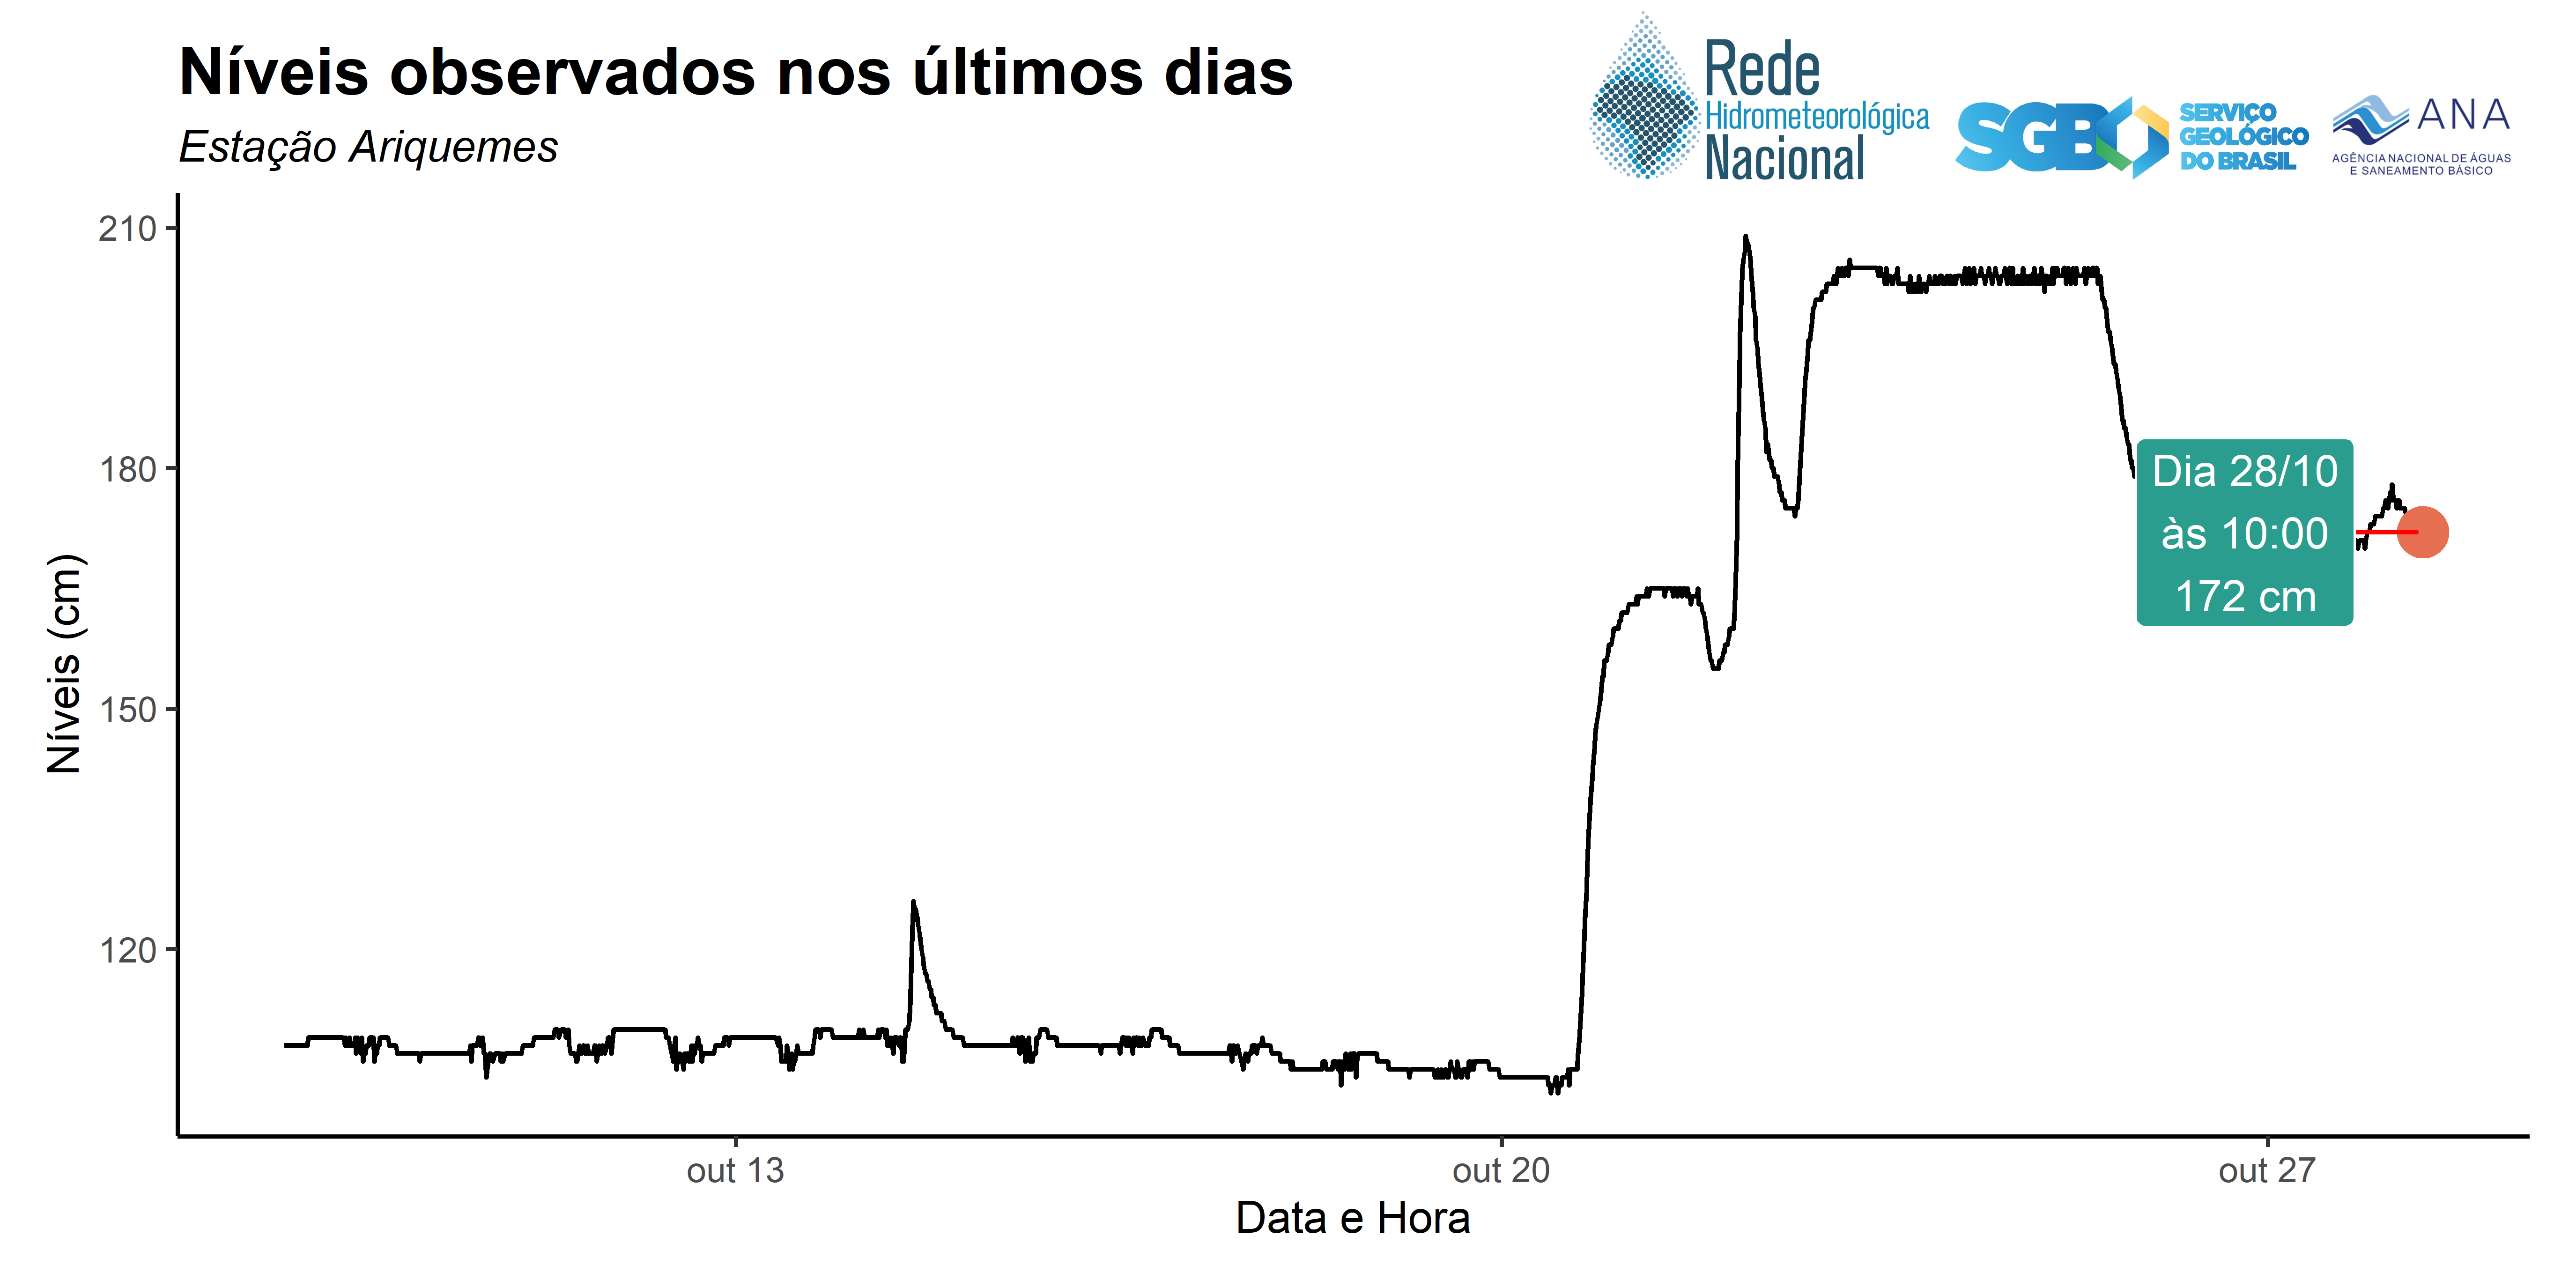 Níveis observados nos últimos dias
Estação Ariquemes
Rede
Hidrometeorológica
Nacional
SGB
SERVIÇO
GEOLÓGICO
DO BRASIL
ANA
AGÊNCIA NACIONAL DE ÁGUAS
E SANEAMENTO BÁSICO
Níveis (cm)
210
180
150
120
Dia 28/10
às 10:00
172 cm
out 13
out 20
out 27
Data e Hora